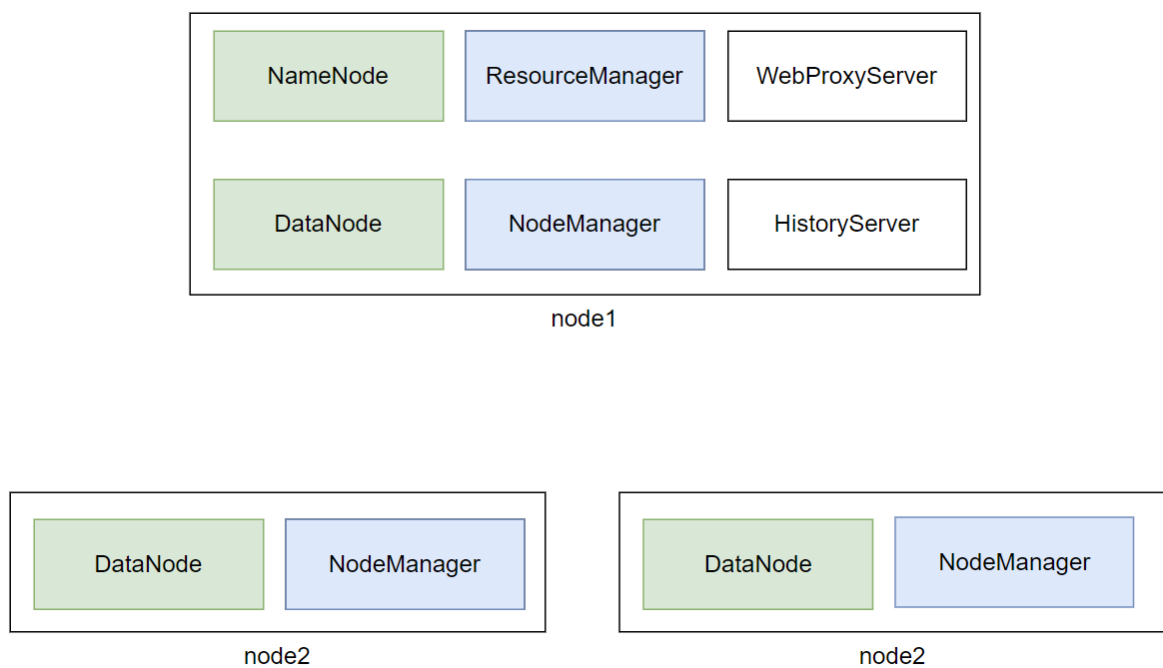 NameNode
ResourceManager
WebProxyServer
DataNode
NodeManager
HistoryServer
node1
DataNode
NodeManager
DataNode
NodeManager
node2
node2